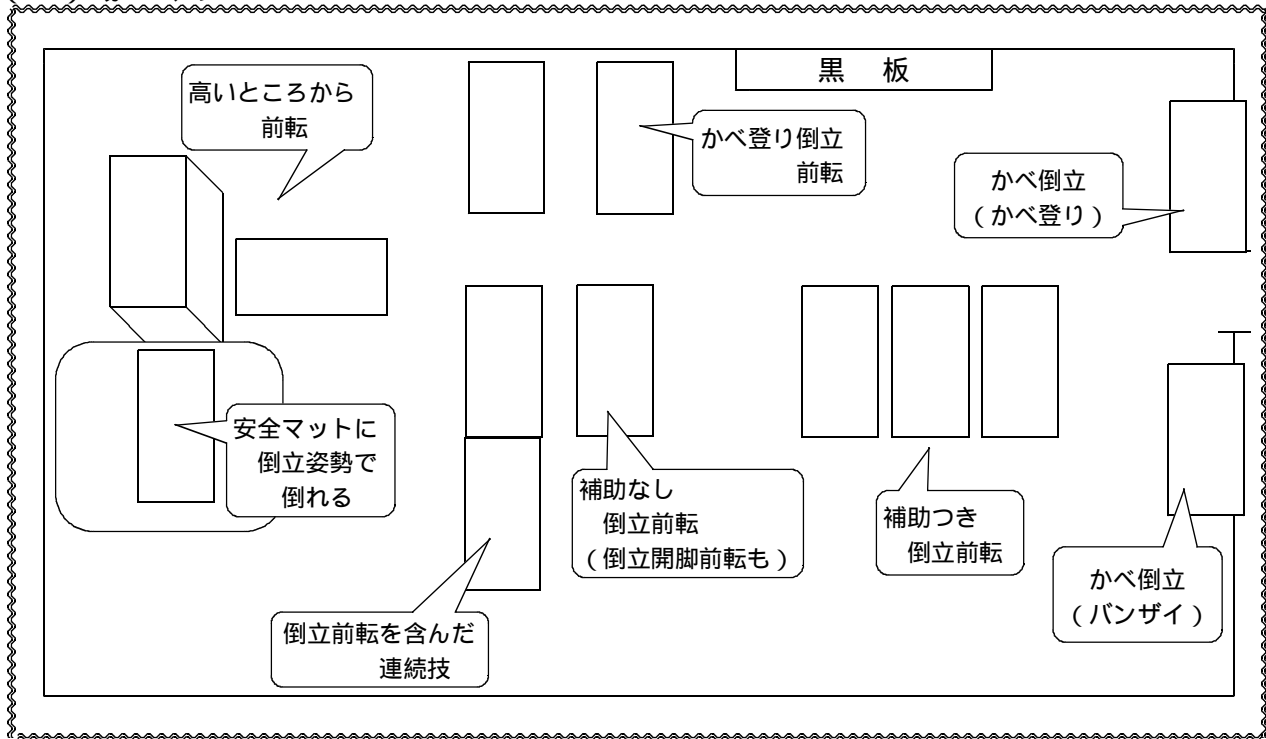 黒 板
高いところから
前転
かべ登り倒立
前転
かべ倒立
（かべ登り）
安全マットに
倒立姿勢で
倒れる
補助なし
倒立前転
（倒立開脚前転も）
補助つき
倒立前転
かべ倒立
（バンザイ）
倒立前転を含んだ
連続技